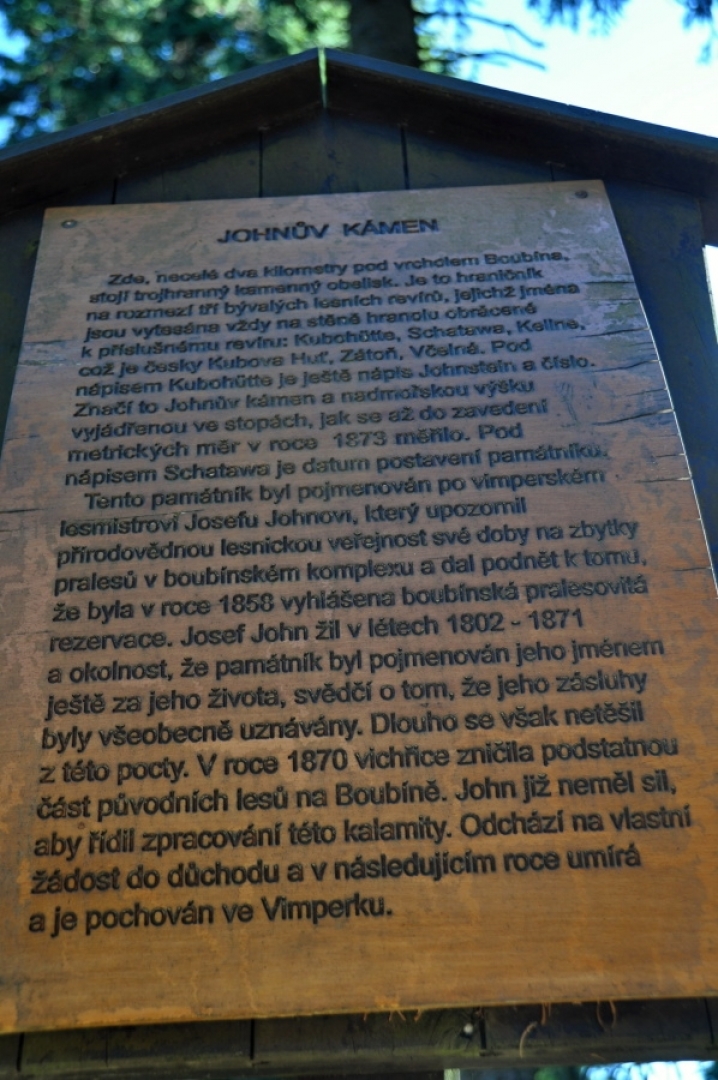 JOHNŮV KÁMEN
Zde, necelé dva kilometry pod vrcholem Boubína,
stojí trojhranný kamenný obelisk. Je to hraničník
na rozmezí tří bývalých lesních revírů, jejichž jména
jsou vytesána vždy na stěně hranolu obrácené
k příslušnému revíru: Kubohütte, Schatawa, Kellne,
což je česky Kubova Huť, Zátoň, Včelná. Pod
nápisem Kubohütte je ještě nápis Johnstein a číslo.
Značí to Johnův kámen a nadmořskou výšku
vyjádřenou ve stopách, jak se až do zavedení
metrických měr v roce 1873 měřilo. Pod
nápisem Schatawa je datum postavení památníku.
Tento památník byl pojmenován po vimperském
lesmistrovi Josefu Johnovi, který upozornil
přírodovědnou lesnickou veřejnost své doby na zbytky
pralesů v boubínském komplexu a dal podnět k tomu,
že byla v roce 1858 vyhlášena boubínská pralesovitá
rezervace. Josef John žil v létech 1802 - 1871
a okolnost, že památník byl pojmenován jeho jménem
ještě za jeho života, svědčí o tom, že jeho zásluhy
byly všeobecně uznávány. Dlouho se však netěšil
z této pocty. V roce 1870 vichřice zničila podstatnou
část původních lesů na Boubíně. John již neměl sil,
aby řídil zpracování této kalamity. Odchází na vlastní
žádost do důchodu a v následujícím roce umírá
a je pochován ve Vimperku.